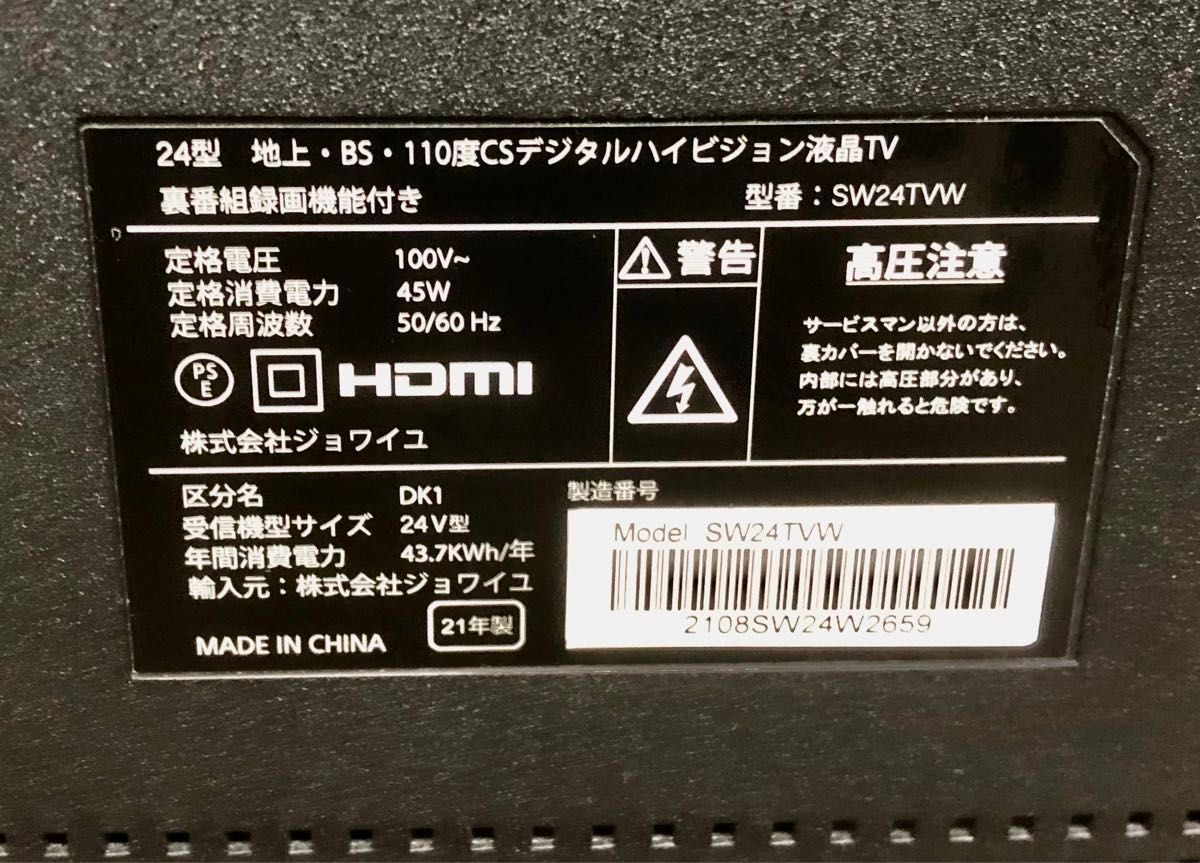 24型 地上・BS・110度CSデジタルハイビジョン液晶TV
裏番組録画機能付き 型番：SW24TVW
定格電圧 100V~
定格消費電力 45W
定格周波数 50/60 Hz
PS
E
HDMI
株式会社ジョワイユ
警告
高圧注意
サービスマン以外の方は、
裏カバーを開かないでください。
内部には高圧部分があり、
万が一触れると危険です。
区分名 DK1
受信機型サイズ 24V型
年間消費電力 43.7KWh/年
輸入元：株式会社ジョワイユ
MADE IN CHINA
21年製
製造番号
Model SW24TVW
2108SW24W2659